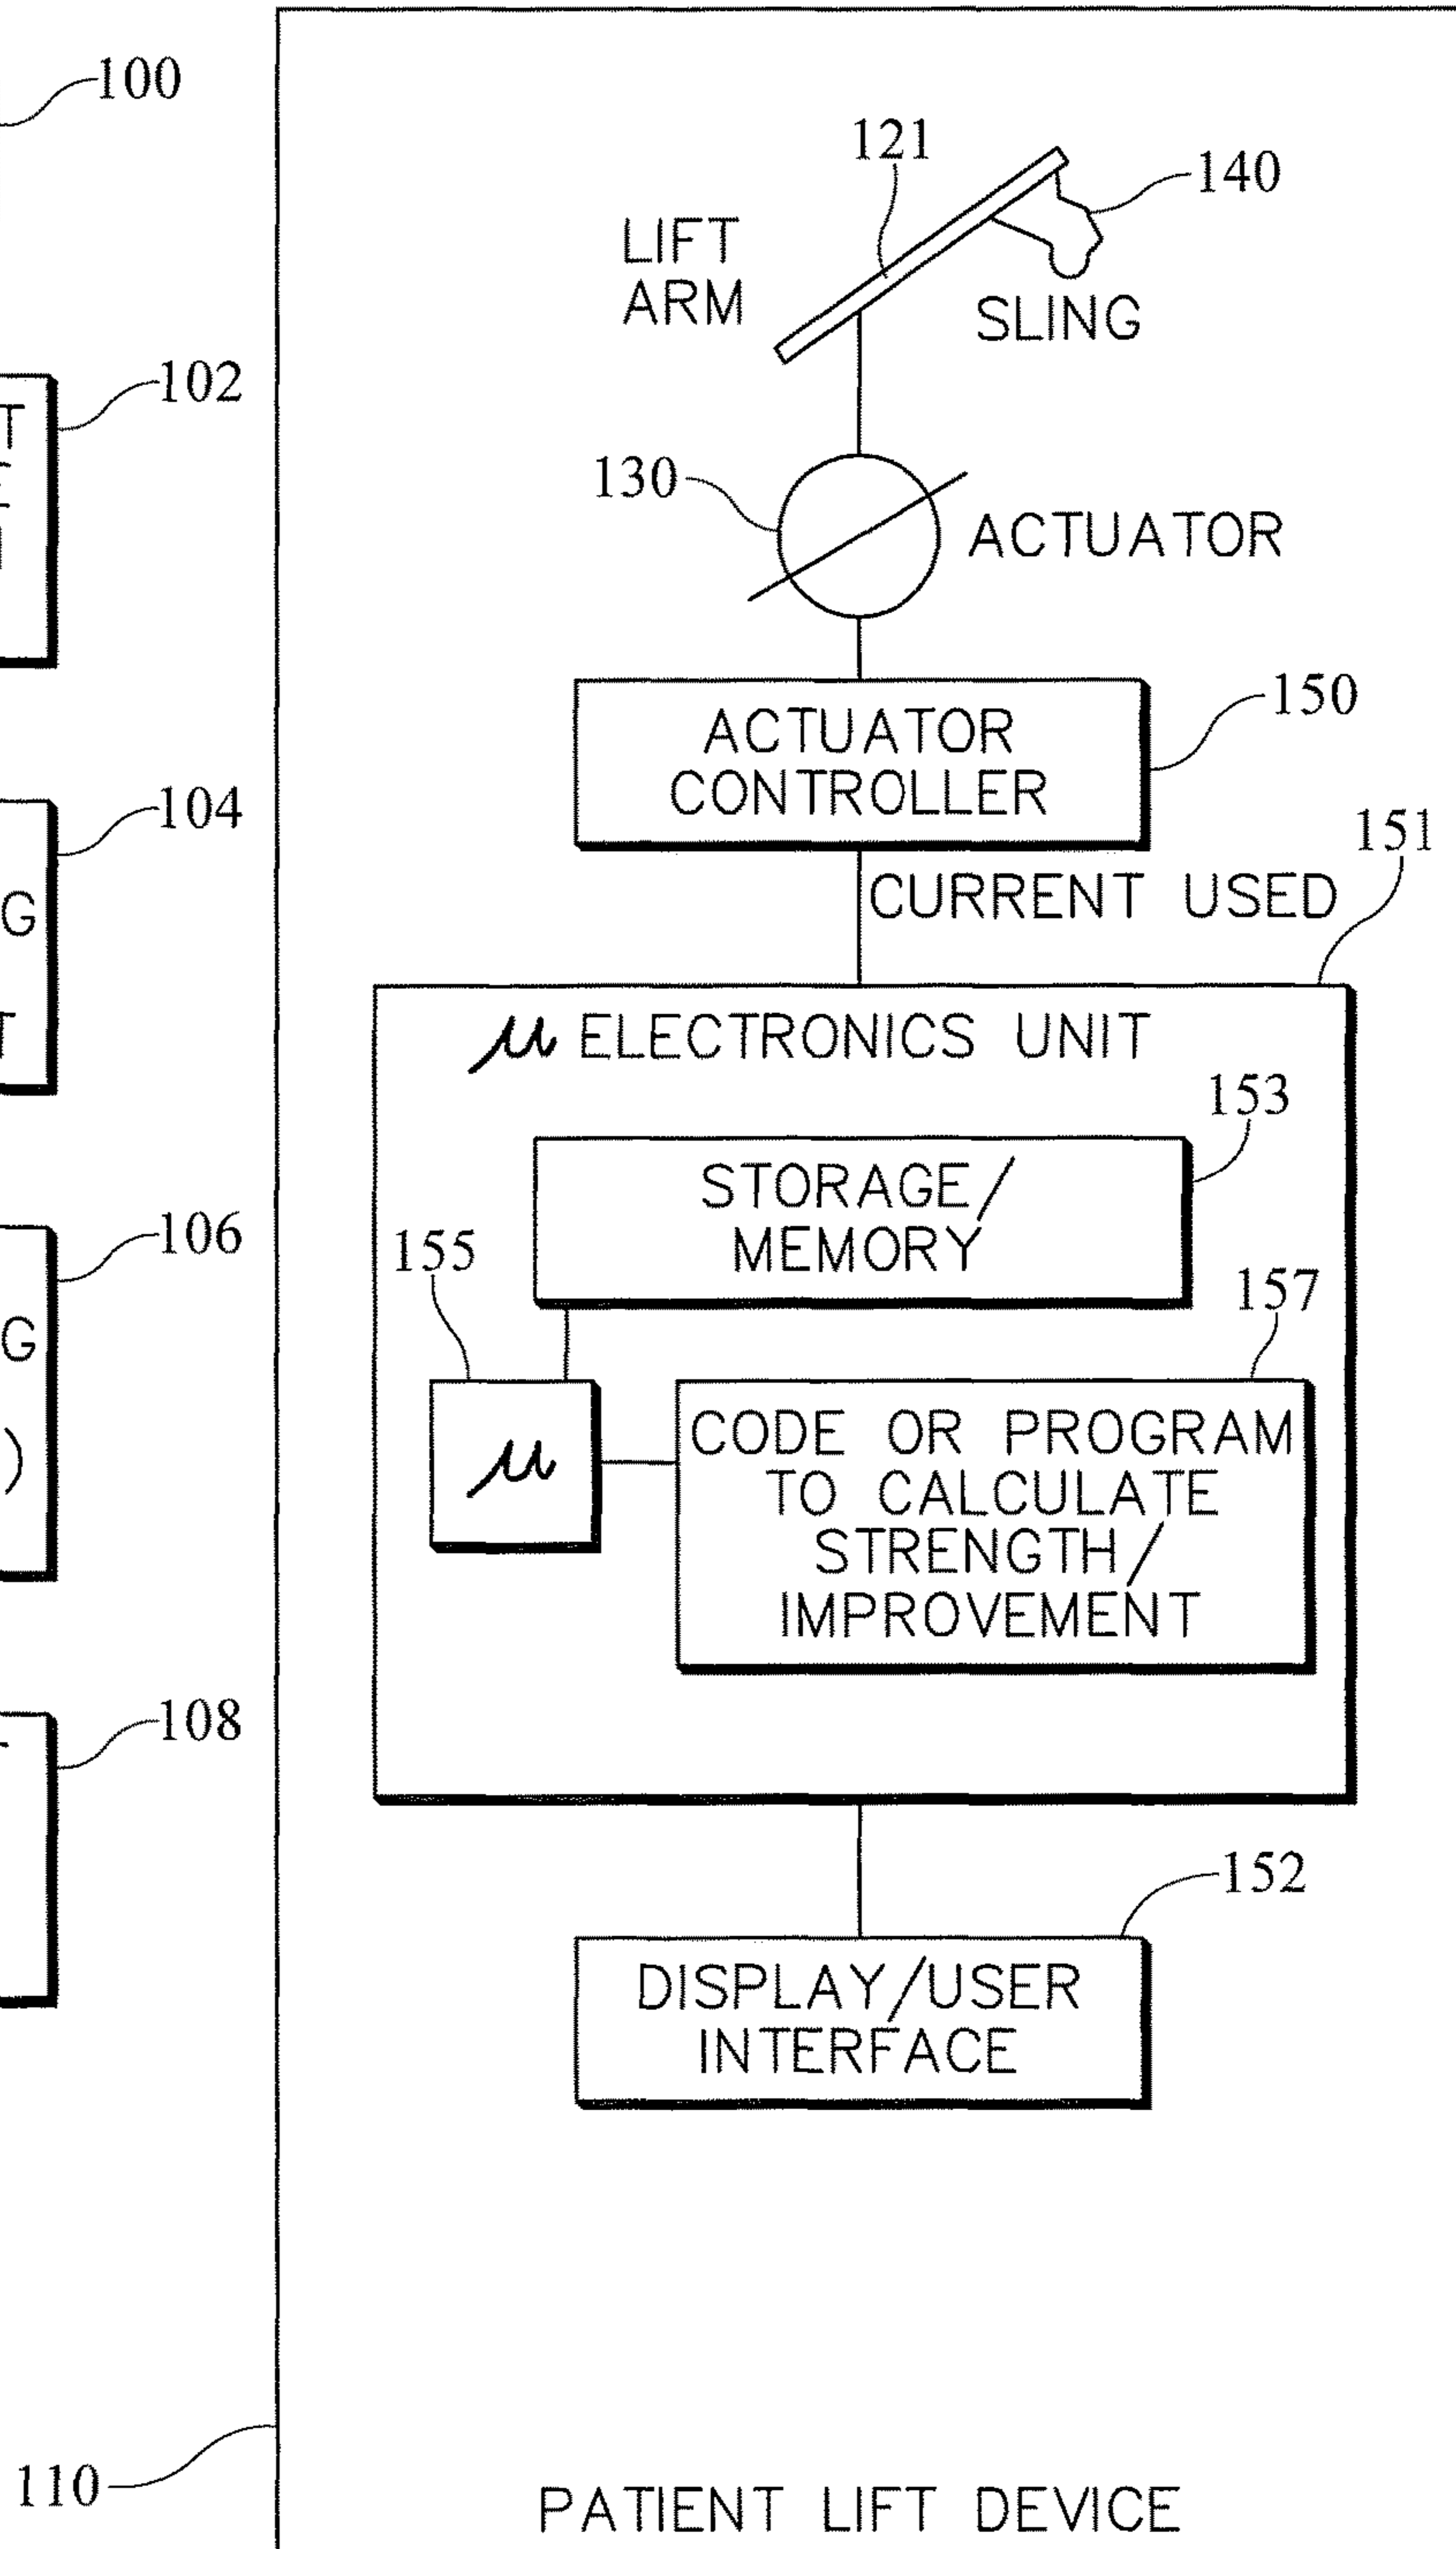 100
102
T
104
G
T
106
G
)
108
110
121
140
LIFT
ARM
SLING
130
ACTUATOR
150
ACTUATOR
CONTROLLER
151
CURRENT USED
μ ELECTRONICS UNIT
153
STORAGE/
MEMORY
155
157
μ
CODE OR PROGRAM
TO CALCULATE
STRENGTH/
IMPROVEMENT
152
DISPLAY/USER
INTERFACE
PATIENT LIFT DEVICE